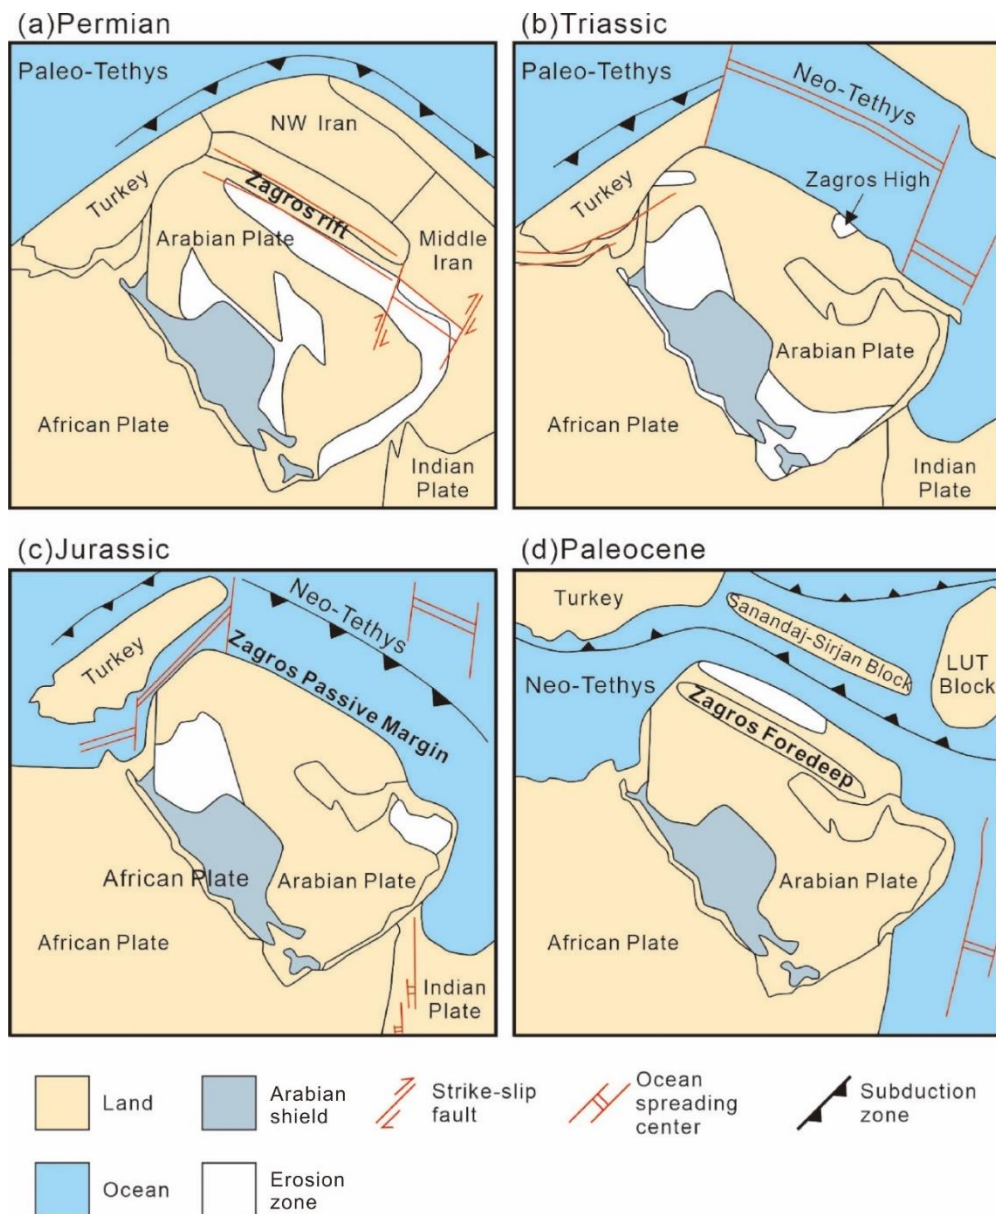 (a)Permian
Paleo-Tethys
NW Iran
Turkey
Zagros rift
Arabian Plate
Middle
Iran
African Plate
Indian
Plate
(b)Triassic
Paleo-Tethys
Neo-Tethys
Zagros High
Turkey
Arabian Plate
African Plate
Indian
Plate
(c)Jurassic
Neo-Tethys
Turkey
Zagros Passive Margin
African Plate
Arabian Plate
African Plate
Indian
Plate
(d)Paleocene
Turkey
Sanandaj-Sirjan Block
LUT
Block
Neo-Tethys
Zagros Foredeep
Arabian Plate
African Plate
Land
Arabian
shield
Strike-slip
fault
Ocean
spreading
center
Subduction
zone
Ocean
Erosion
zone